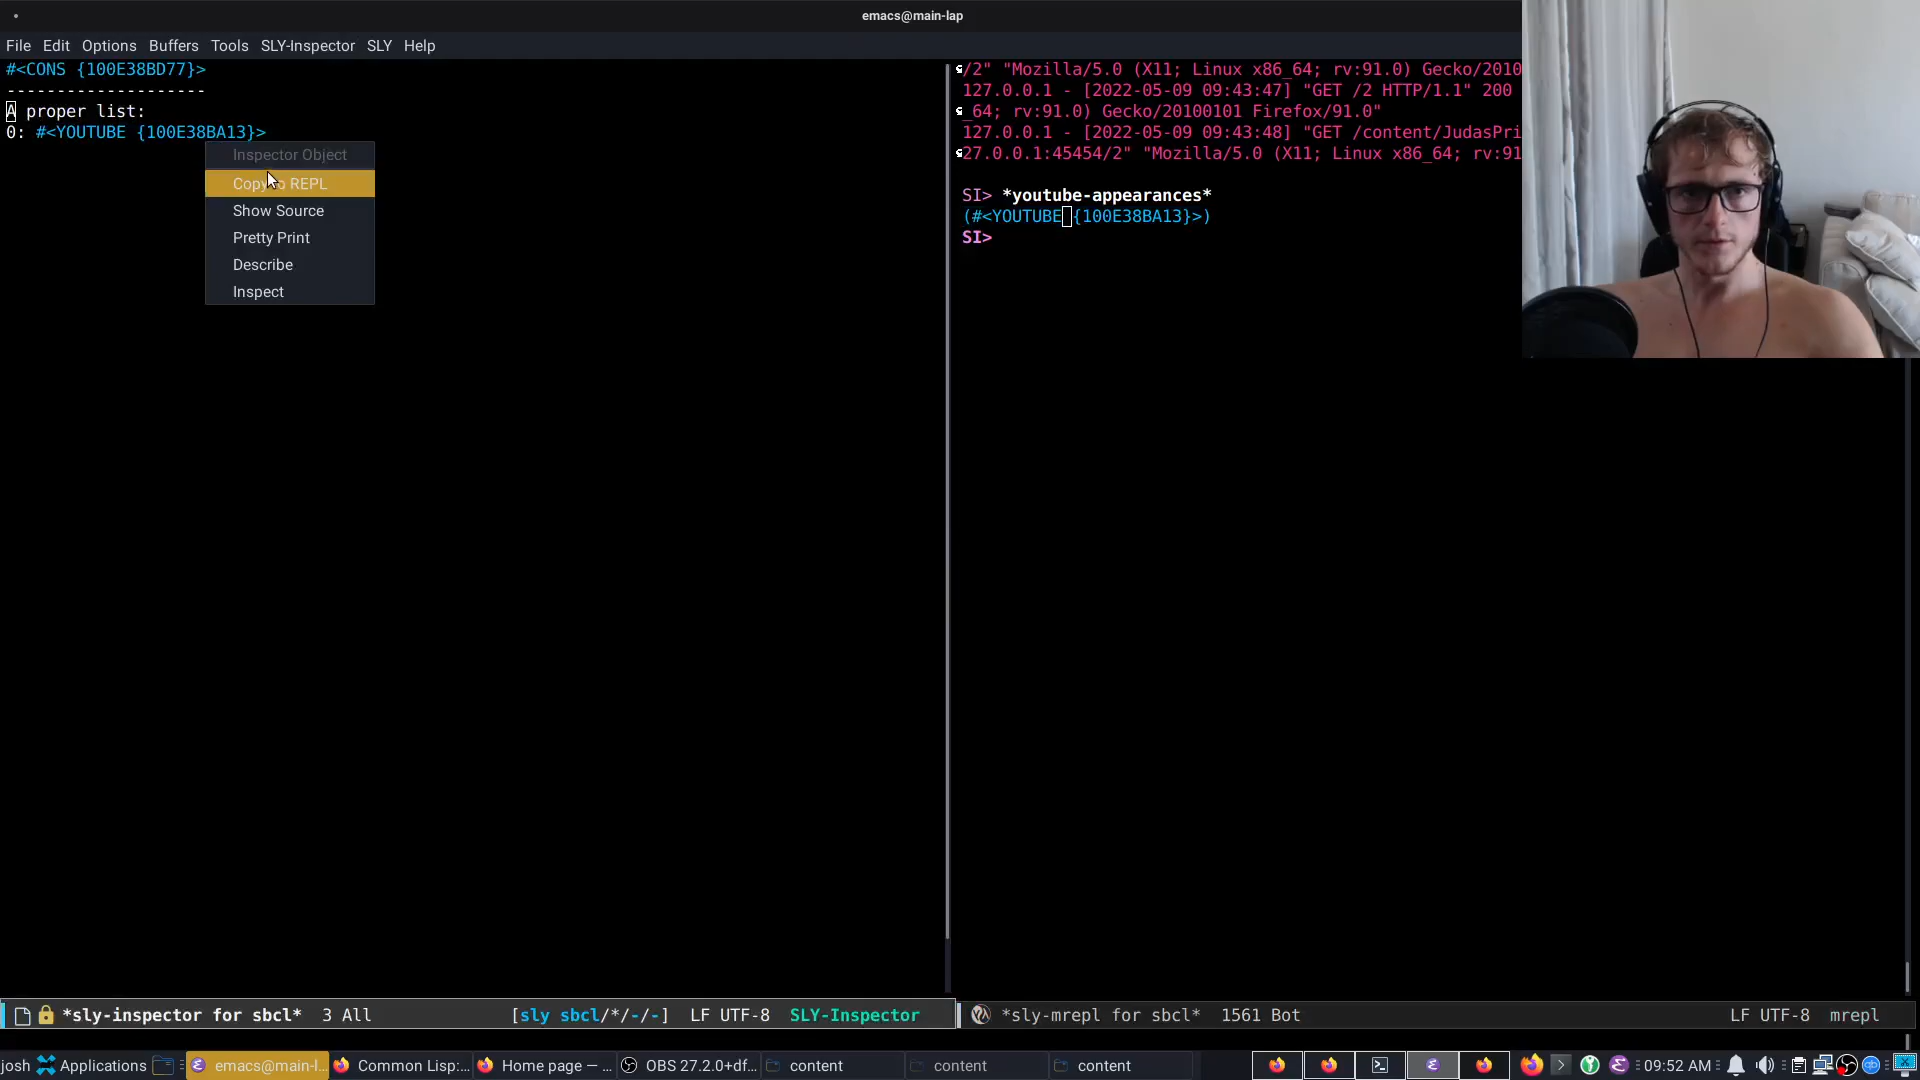 emacs@main-lap
File Edit Options Buffers Tools SLY-Inspector SLY Help
#<CONS {100E38BD77}>
--------------------
A proper list:
0: #<YOUTUBE {100E38BA13}>
Inspector Object
Copy to REPL
Show Source
Pretty Print
Describe
Inspect
/2" "Mozilla/5.0 (X11; Linux x86_64; rv:91.0) Gecko/2010
127.0.0.1 - [2022-05-09 09:43:47] "GET /2 HTTP/1.1" 200
_64; rv:91.0) Gecko/20100101 Firefox/91.0"
127.0.0.1 - [2022-05-09 09:43:48] "GET /content/JudasPri
27.0.0.1:45454/2" "Mozilla/5.0 (X11; Linux x86_64; rv:91
SI> *youtube-appearances*
(#<YOUTUBE {100E38BA13}>)
SI>
*sly-inspector for sbcl* 3 All [sly sbcl/*/-/-] LF UTF-8 SLY-Inspector
*sly-mrepl for sbcl* 1561 Bot LF UTF-8 mrepl
josh Applications emacs@main-l... Common Lisp:... Home page — ... OBS 27.2.0+df... content content content 09:52 AM